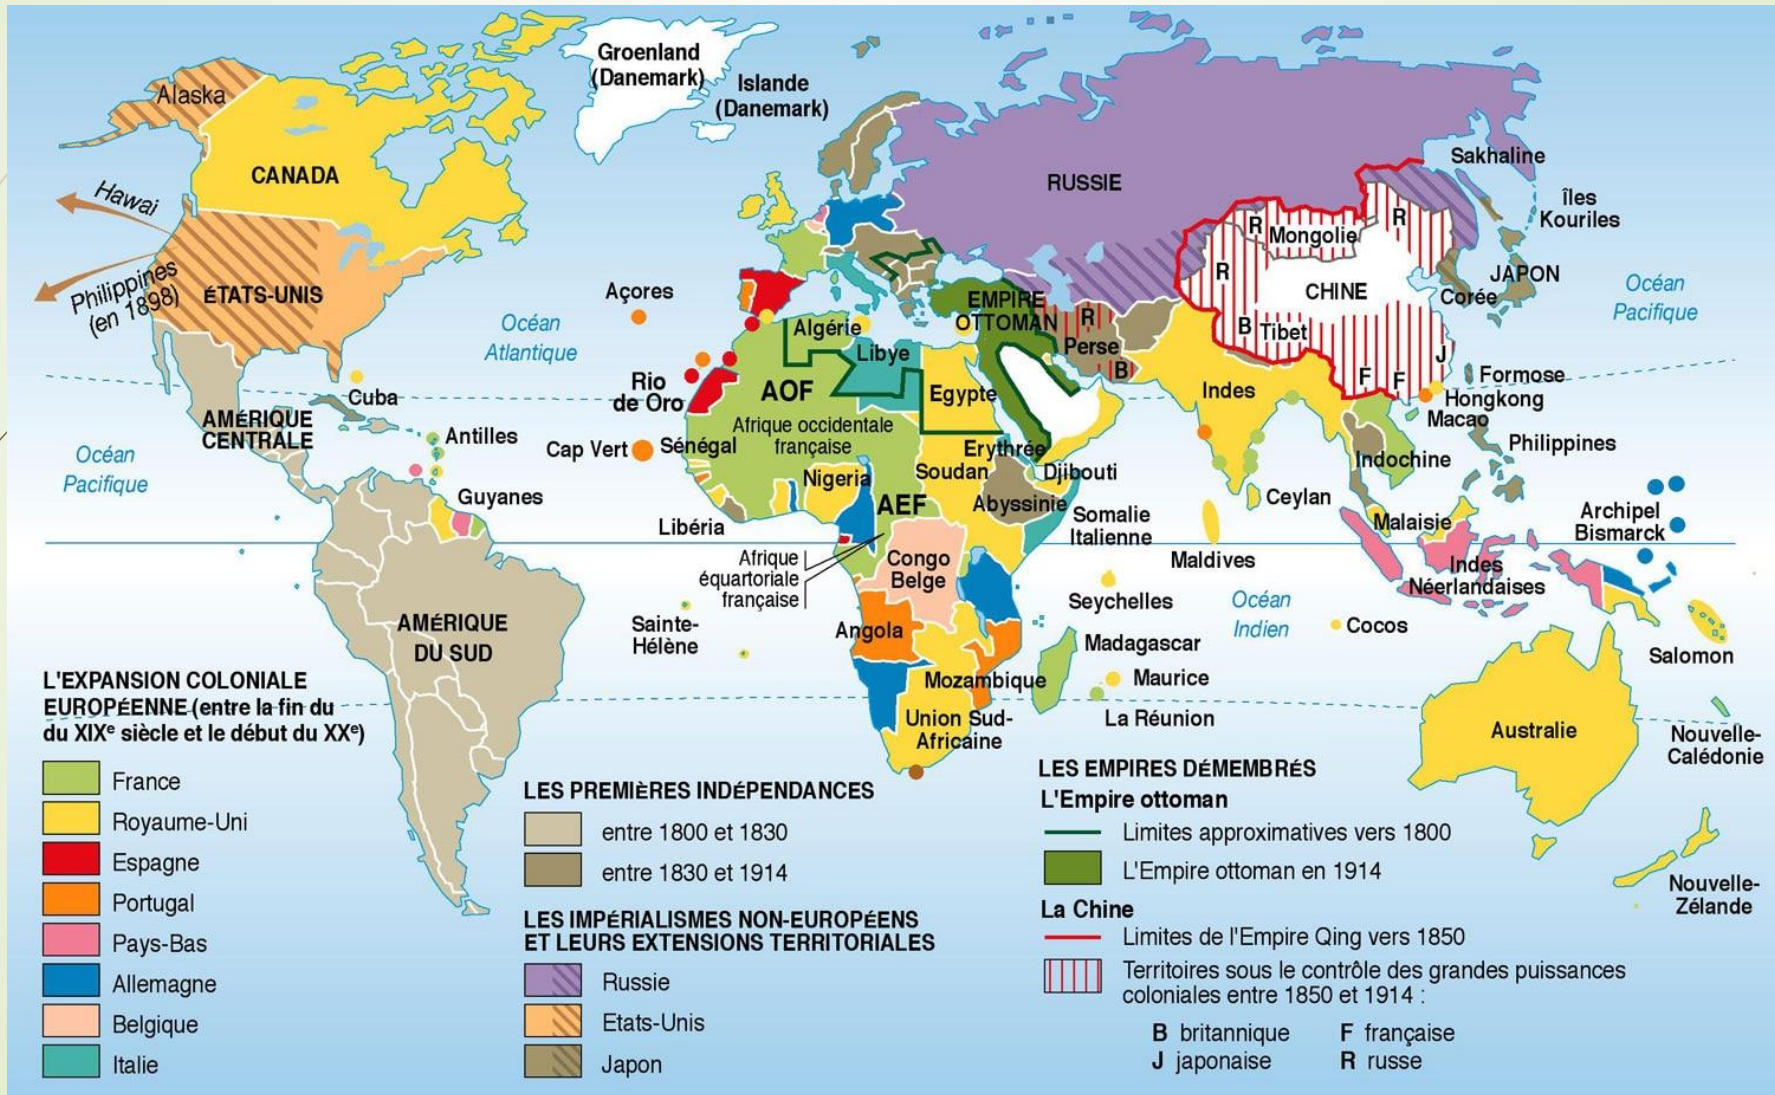 Groenland
(Danemark)
Islande
(Danemark)
Alaska
CANADA
Hawai
Philippines
(en 1898)
ÉTATS-UNIS
RUSSIE
Sakhaline
îles
Kouriles
R
Mongolie
R
R
CHINE
JAPON
Corée
Océan
Pacifique
Açores
Océan
Atlantique
EMPIRE
OTTOMAN
R
Perse
B
B
Tibet
J
F
F
Algérie
Libye
Egypte
Indes
Formose
Hongkong
Macao
Rio
de Oro
AOF
Afrique occidentale
française
Cuba
AMÉRIQUE
CENTRALE
Antilles
Cap Vert
Sénégal
Erythrée
Soudan
Djibouti
Indochine
Philippines
Océan
Pacifique
Guyanes
Nigeria
AEF
Abyssinie
Somalie
Italienne
Ceylan
Malaisie
Archipel
Bismarck
Libéria
Afrique
équartoriale
française
Congo
Belge
Maldives
Indes
Néerlandaises
Seychelles
Océan
Indien
Cocos
Sainte-
Hélène
Angola
Madagascar
Salomon
AMÉRIQUE
DU SUD
Mozambique
Maurice
La Réunion
Union Sud-
Africaine
Australie
Nouvelle-
Calédonie
Nouvelle-
Zélande
L'EXPANSION COLONIALE
EUROPÉENNE (entre la fin du
du XIXe siècle et le début du XXe)
France
Royaume-Uni
Espagne
Portugal
Pays-Bas
Allemagne
Belgique
Italie
LES PREMIÈRES INDÉPENDANCES
entre 1800 et 1830
entre 1830 et 1914
LES IMPÉRIALISMES NON-EUROPÉENS
ET LEURS EXTENSIONS TERRITORIALES
Russie
Etats-Unis
Japon
LES EMPIRES DÉMEMBRÉS
L'Empire ottoman
Limites approximatives vers 1800
L'Empire ottoman en 1914
La Chine
Limites de l'Empire Qing vers 1850
Territoires sous le contrôle des grandes puissances
coloniales entre 1850 et 1914 :
B britannique F française
J japonaise R russe